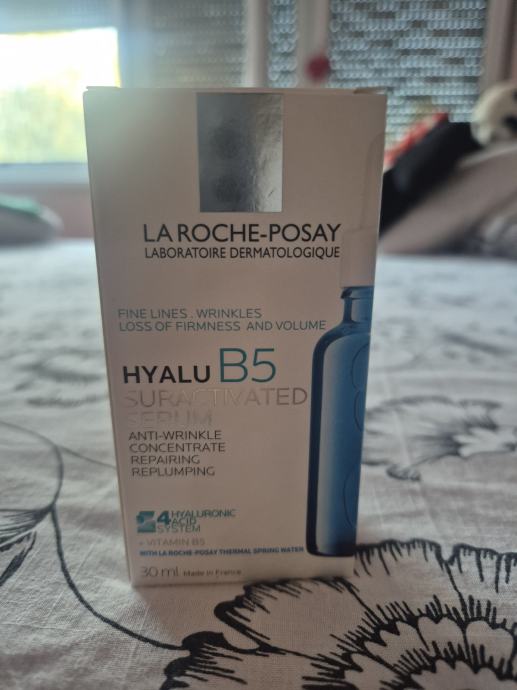 LA ROCHE-POSAY
LABORATOIRE DERMATOLOGIQUE
FINE LINES . WRINKLES
LOSS OF FIRMNESS AND VOLUME
HYALU B5
SURACTIVATED
SERUM
ANTI-WRINKLE
CONCENTRATE
REPAIRING
REPLUMPING
4 HYALURONIC
ACID
SYSTEM
+ VITAMIN B5
WITH LA ROCHE-POSAY THERMAL SPRING WATER
30 ml Made in France